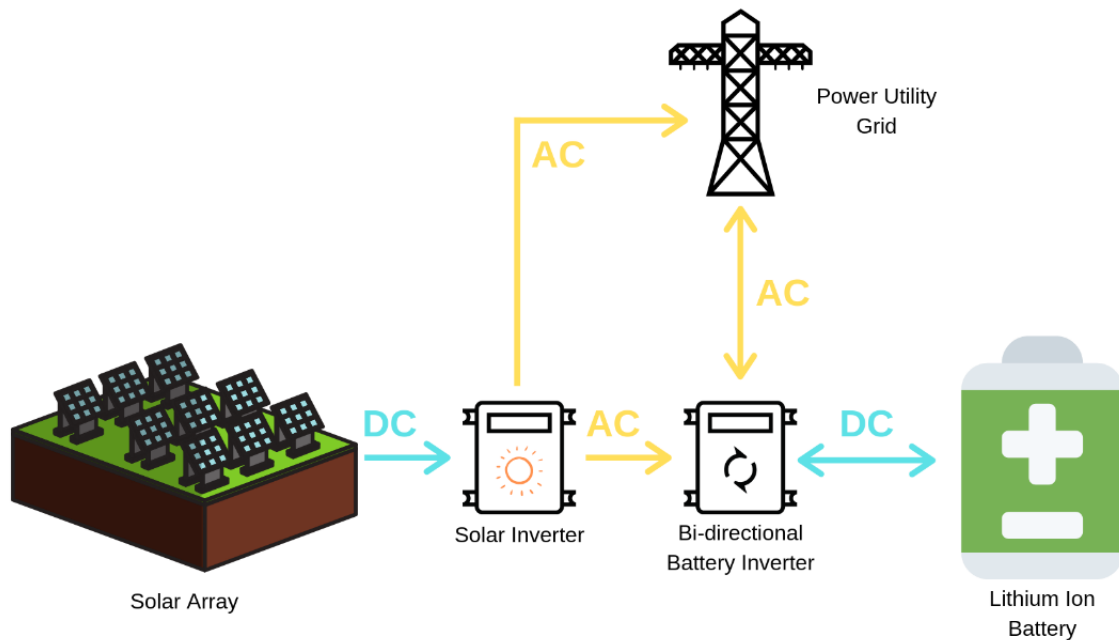 Power Utility
Grid
AC
AC
DC
AC
DC
Solar Inverter
Bi-directional
Battery Inverter
Solar Array
Lithium Ion
Battery